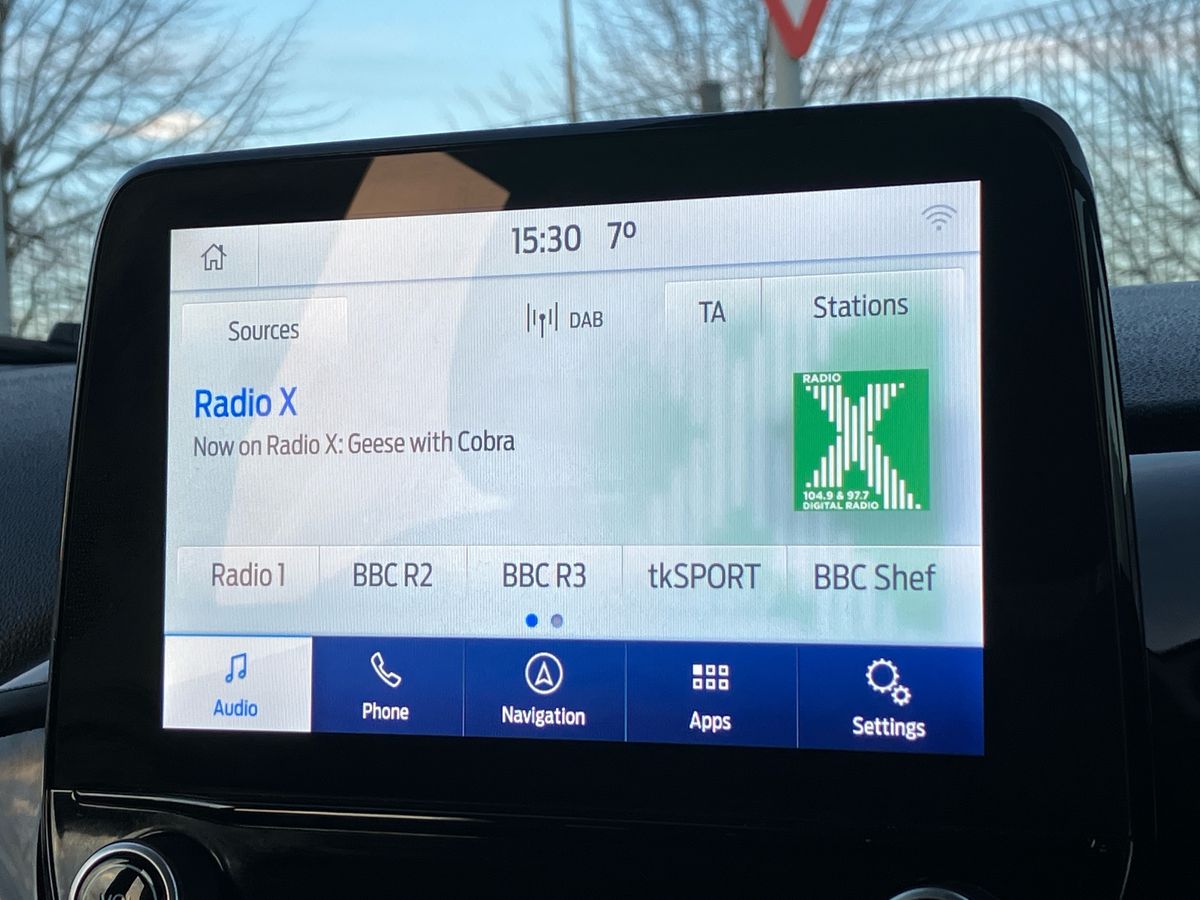 15:30 7º
Sources
DAB
TA
Stations
Radio X
Now on Radio X: Geese with Cobra
RADIO
X
104.9 & 97.7
DIGITAL RADIO
Radio 1
BBC R2
BBC R3
tkSPORT
BBC Shef
Audio
Phone
Navigation
Apps
Settings